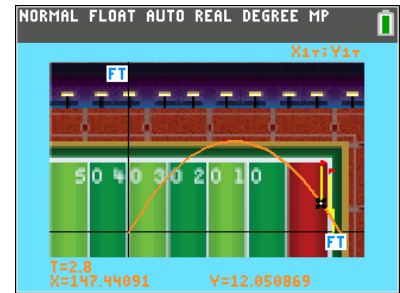 NORMAL FLOAT AUTO REAL DEGREE MP
X1T;Y1T
FT
50 40 30 20 10
FT
T=2.8
X=147.44091 Y=12.050869